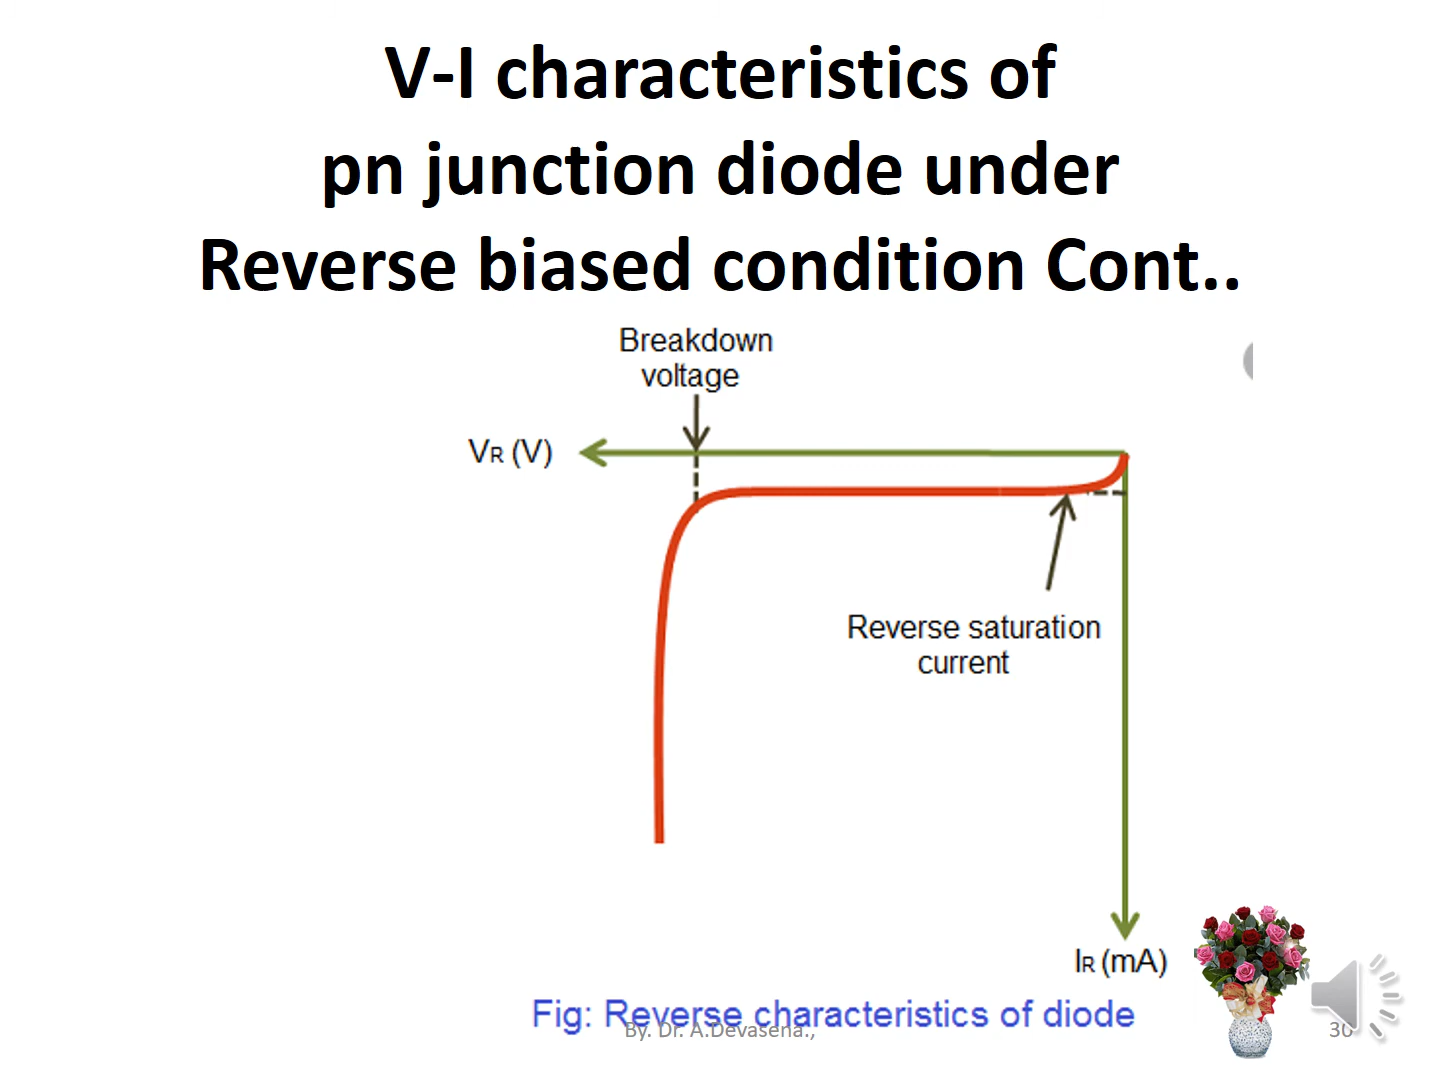 V-I characteristics of
pn junction diode under
Reverse biased condition Cont..
Breakdown
voltage
VR (V)
Reverse saturation
current
IR (mA)
Fig: Reverse characteristics of diode
By. Dr. A.Devasena.,
30